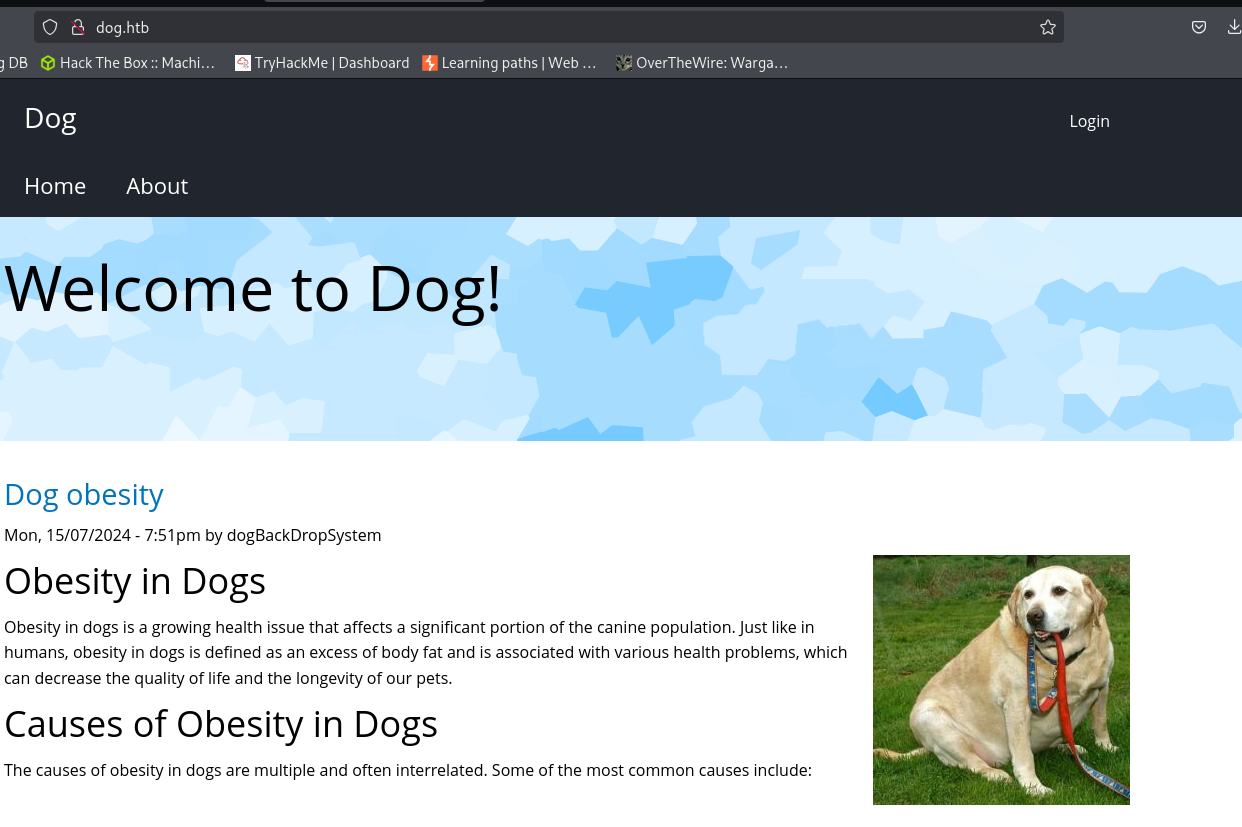 dog.htb
g DB Hack The Box :: Machi... TryHackMe | Dashboard Learning paths | Web ... OverTheWire: Warga...
Dog Login
Home About
Welcome to Dog!
Dog obesity
Mon, 15/07/2024 - 7:51pm by dogBackDropSystem
Obesity in Dogs
Obesity in dogs is a growing health issue that affects a significant portion of the canine population. Just like in
humans, obesity in dogs is defined as an excess of body fat and is associated with various health problems, which
can decrease the quality of life and the longevity of our pets.
Causes of Obesity in Dogs
The causes of obesity in dogs are multiple and often interrelated. Some of the most common causes include: